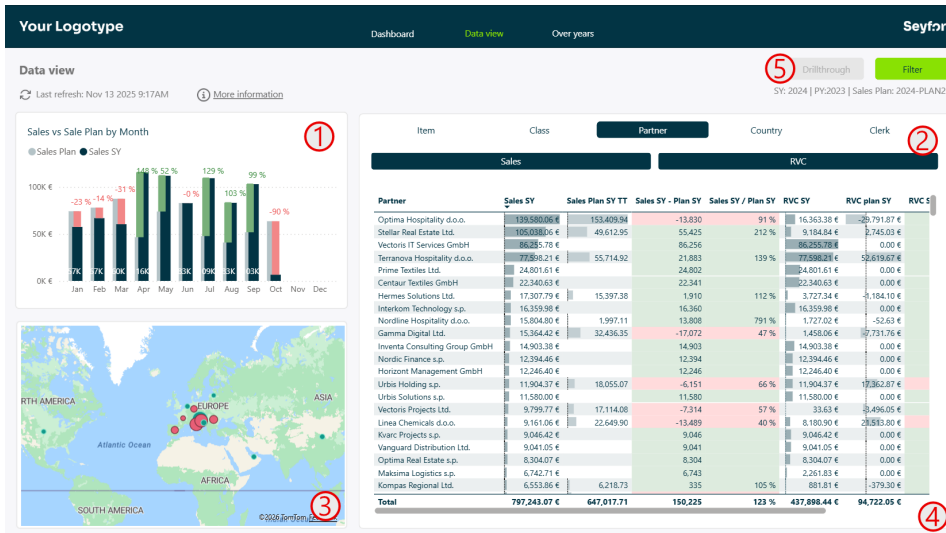 Your Logotype
Dashboard Data view Over years
Seyfor
Data view
Last refresh: Nov 13 2025 9:17AM More information
5 Drillthrough Filter
SY: 2024 | PY:2023 | Sales Plan: 2024-PLAN2
Sales vs Sale Plan by Month
1
Sales Plan Sales SY
100K €
50K €
0K €
-23 % -14 % -31 % 148 % 52 % -0 % 129 % 103 % 99 % -90 %
Jan Feb Mar Apr May Jun Jul Aug Sep Oct Nov Dec
Item Class Partner Country Clerk
2
Sales RVC
Partner Sales SY Sales Plan SY TT Sales SY - Plan SY Sales SY / Plan SY RVC SY RVC plan SY RVC S
Optima Hospitality d.o.o. 139,580.06 € 153,409.94 -13,830 91 % 16,363.38 € -29,791.87 €
Stellar Real Estate Ltd. 105,038.06 € 49,612.95 55,425 212 % 9,184.84 € 2,745.03 €
Vectoris IT Services GmbH 86,255.78 € 86,256 86,255.78 € 0.00 €
Terranova Hospitality d.o.o. 77,598.21 € 55,714.92 21,883 139 % 77,598.21 € 52,619.67 €
Prime Textiles Ltd. 24,801.61 € 24,802 24,801.61 € 0.00 €
Centaur Textiles GmbH 22,340.63 € 22,341 22,340.63 € 0.00 €
Hermes Solutions Ltd. 17,307.79 € 15,397.38 1,910 112 % 3,727.34 € -1,184.10 €
Interkom Technology s.p. 16,359.98 € 16,360 16,359.98 € 0.00 €
Nordline Hospitality d.o.o. 15,804.80 € 1,997.11 13,808 791 % 1,727.02 € -52.63 €
Gamma Digital Ltd. 15,364.42 € 32,436.35 -17,072 47 % 1,458.06 € -7,731.76 €
Inventa Consulting Group GmbH 14,903.38 € 14,903 14,903.38 € 0.00 €
Nordic Finance s.p. 12,394.46 € 12,394 12,394.46 € 0.00 €
Horizont Management GmbH 12,246.40 € 12,246 12,246.40 € 0.00 €
Urbis Holding s.p. 11,904.37 € 18,055.07 -6,151 66 % 11,904.37 € 17,362.87 €
Urbis Solutions s.p. 11,580.00 € 11,580 11,580.00 € 0.00 €
Vectoris Projects Ltd. 9,799.77 € 17,114.08 -7,314 57 % 33.63 € -3,496.05 €
Linea Chemicals d.o.o. 9,161.06 € 22,649.90 -13,489 40 % 8,180.90 € 21,513.80 €
Kvarc Projects s.p. 9,046.42 € 9,046 9,046.42 € 0.00 €
Vanguard Distribution Ltd. 9,041.05 € 9,041 9,041.05 € 0.00 €
Optima Real Estate s.p. 8,304.07 € 8,304 8,304.07 € 0.00 €
Maksima Logistics s.p. 6,742.71 € 6,743 2,261.83 € 0.00 €
Kompas Regional Ltd. 6,553.86 € 6,218.73 335 105 % 881.81 € -379.30 €
Total 797,243.07 € 647,017.71 150,225 123 % 437,898.44 € 94,722.05 €
4
RTH AMERICA EUROPE ASIA
Atlantic Ocean
AFRICA
SOUTH AMERICA
3
©2026 TomTom